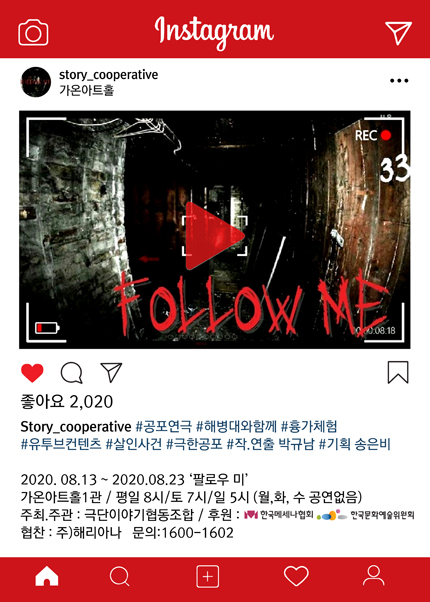 Instagram
story_cooperative
가온아트홀
REC
33
FOLLOW ME
좋아요 2,020
Story_cooperative #공포연극 #해병대와함께 #흉가체험
#유투브컨텐츠 #살인사건 #극한공포 #작.연출 박규남 #기획 송은비
2020. 08.13 ~ 2020.08.23 ‘팔로우 미’
가온아트홀1관 / 평일 8시/토 7시/일 5시 (월,화, 수 공연없음)
주최.주관 : 극단이야기협동조합 / 후원 : 한국메세나협회 한국문화예술위원회
협찬 : 주)해리아나 문의:1600-1602